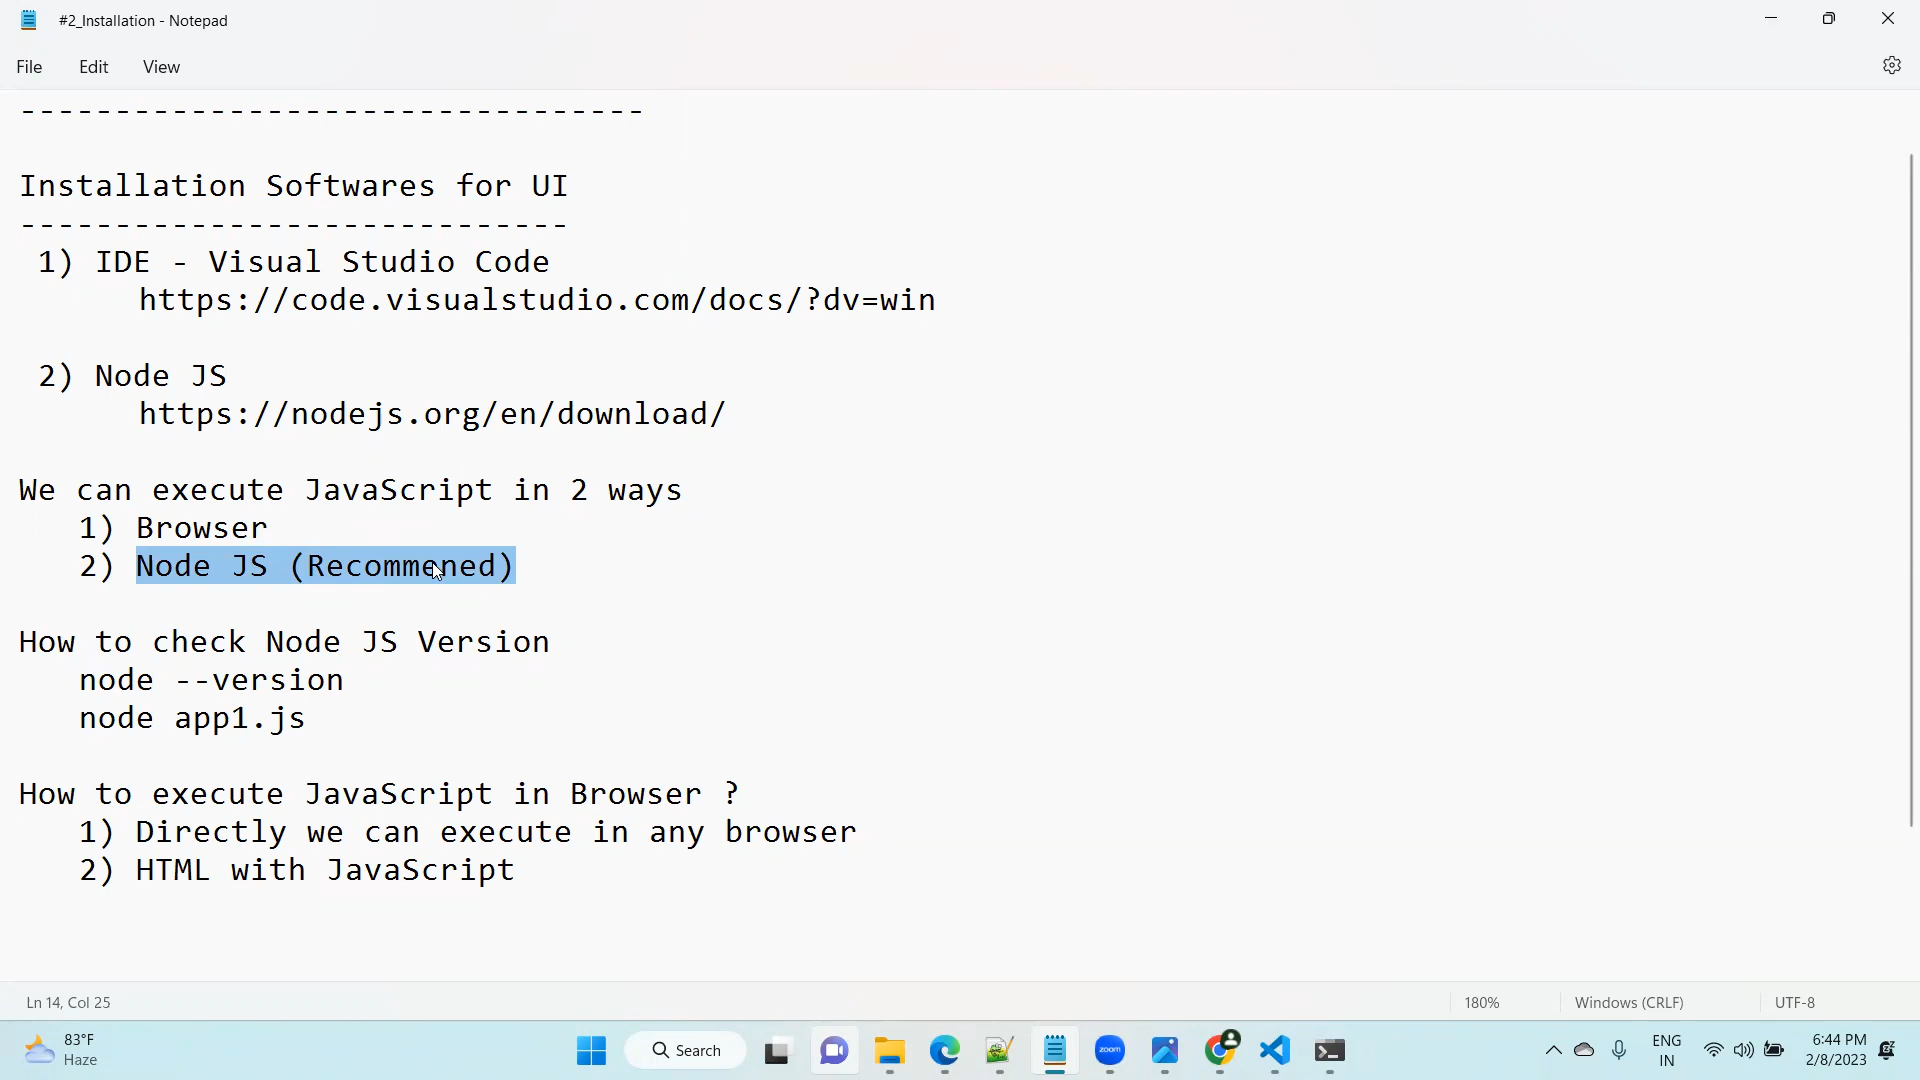 #2_Installation - Notepad
File Edit View
---------------------------------
Installation Softwares for UI
-----------------------------
1) IDE - Visual Studio Code
https://code.visualstudio.com/docs/?dv=win
2) Node JS
https://nodejs.org/en/download/
We can execute JavaScript in 2 ways
1) Browser
2) Node JS (Recommened)
How to check Node JS Version
node --version
node app1.js
How to execute JavaScript in Browser ?
1) Directly we can execute in any browser
2) HTML with JavaScript
Ln 14, Col 25 180% Windows (CRLF) UTF-8
83°F
Haze
Search
zoom
ENG
IN
6:44 PM
2/8/2023